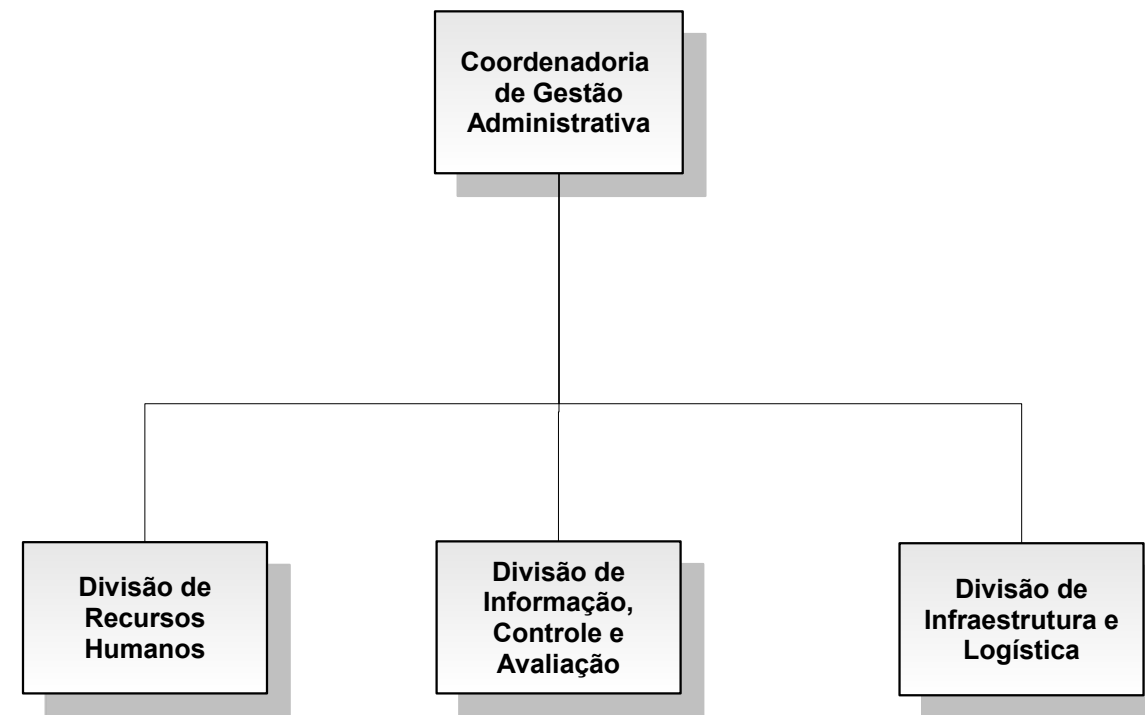 Coordenadoria
de Gestão
Administrativa
Divisão de
Recursos
Humanos
Divisão de
Informação,
Controle e
Avaliação
Divisão de
Infraestrutura e
Logística